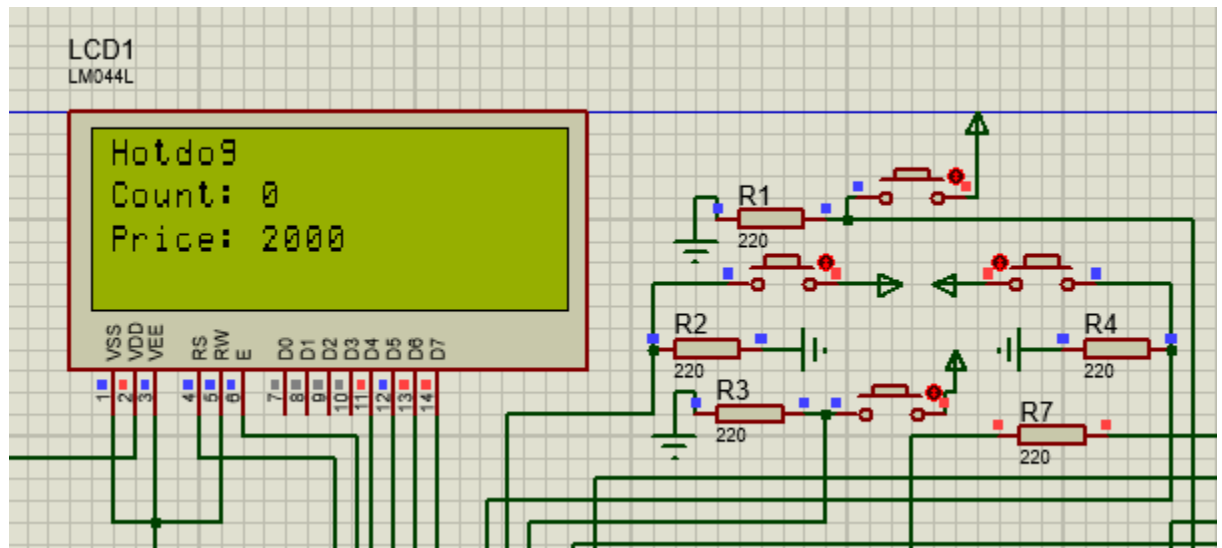 LCD1
LM044L
Hotdog
Count: 0
Price: 2000
VSS
VDD
VEE
RS
RW
E
D0
D1
D2
D3
D4
D5
D6
D7
1
2
3
4
5
6
7
8
9
10
11
12
13
14
R1
220
R2
220
R4
220
R3
220
R7
220